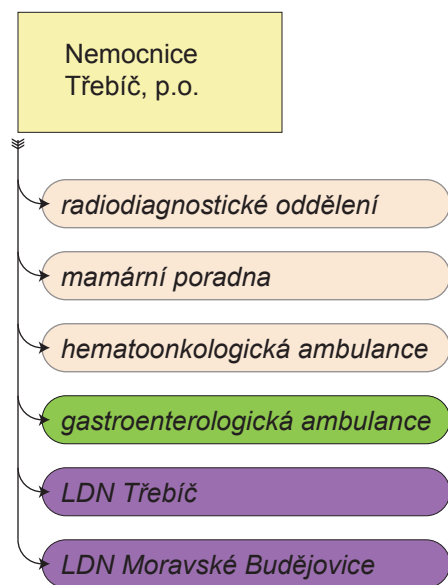 Nemocnice
Třebíč, p.o.
radiodiagnostické oddělení
mamární poradna
hematoonkologická ambulance
gastroenterologická ambulance
LDN Třebíč
LDN Moravské Budějovice